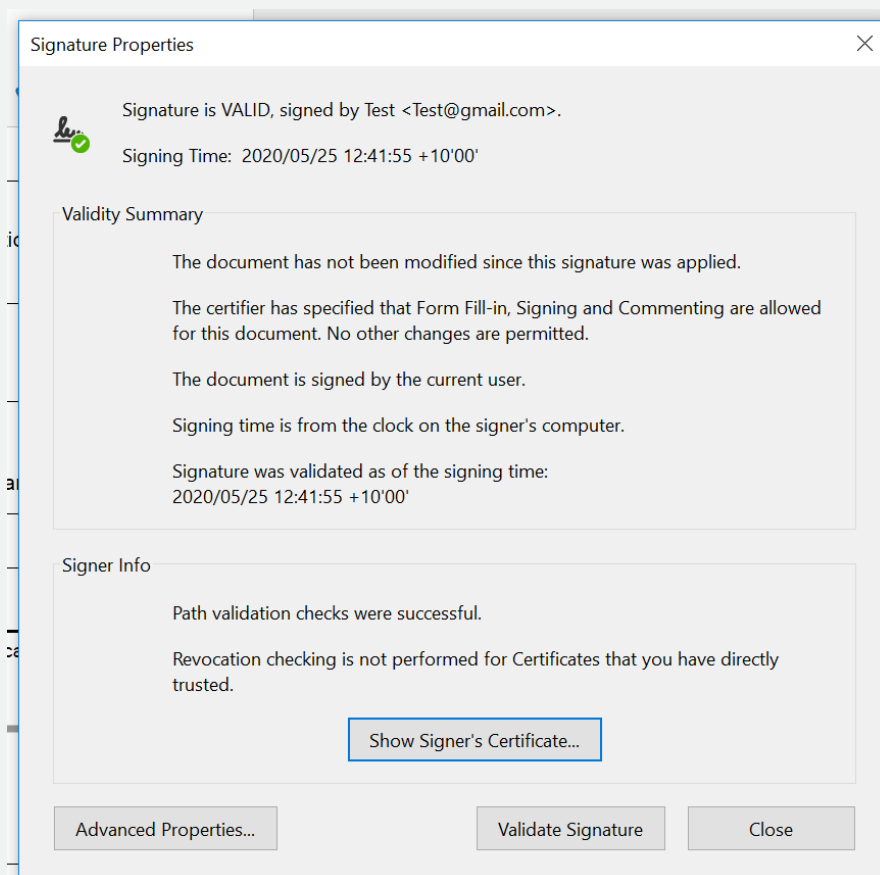 Signature Properties
Signature is VALID, signed by Test <Test@gmail.com>.
Signing Time:  2020/05/25 12:41:55 +10'00'
Validity Summary
The document has not been modified since this signature was applied.
The certifier has specified that Form Fill-in, Signing and Commenting are allowed
for this document. No other changes are permitted.
The document is signed by the current user.
Signing time is from the clock on the signer's computer.
Signature was validated as of the signing time:
2020/05/25 12:41:55 +10'00'
Signer Info
Path validation checks were successful.
Revocation checking is not performed for Certificates that you have directly
trusted.
Show Signer's Certificate...
Advanced Properties...
Validate Signature
Close